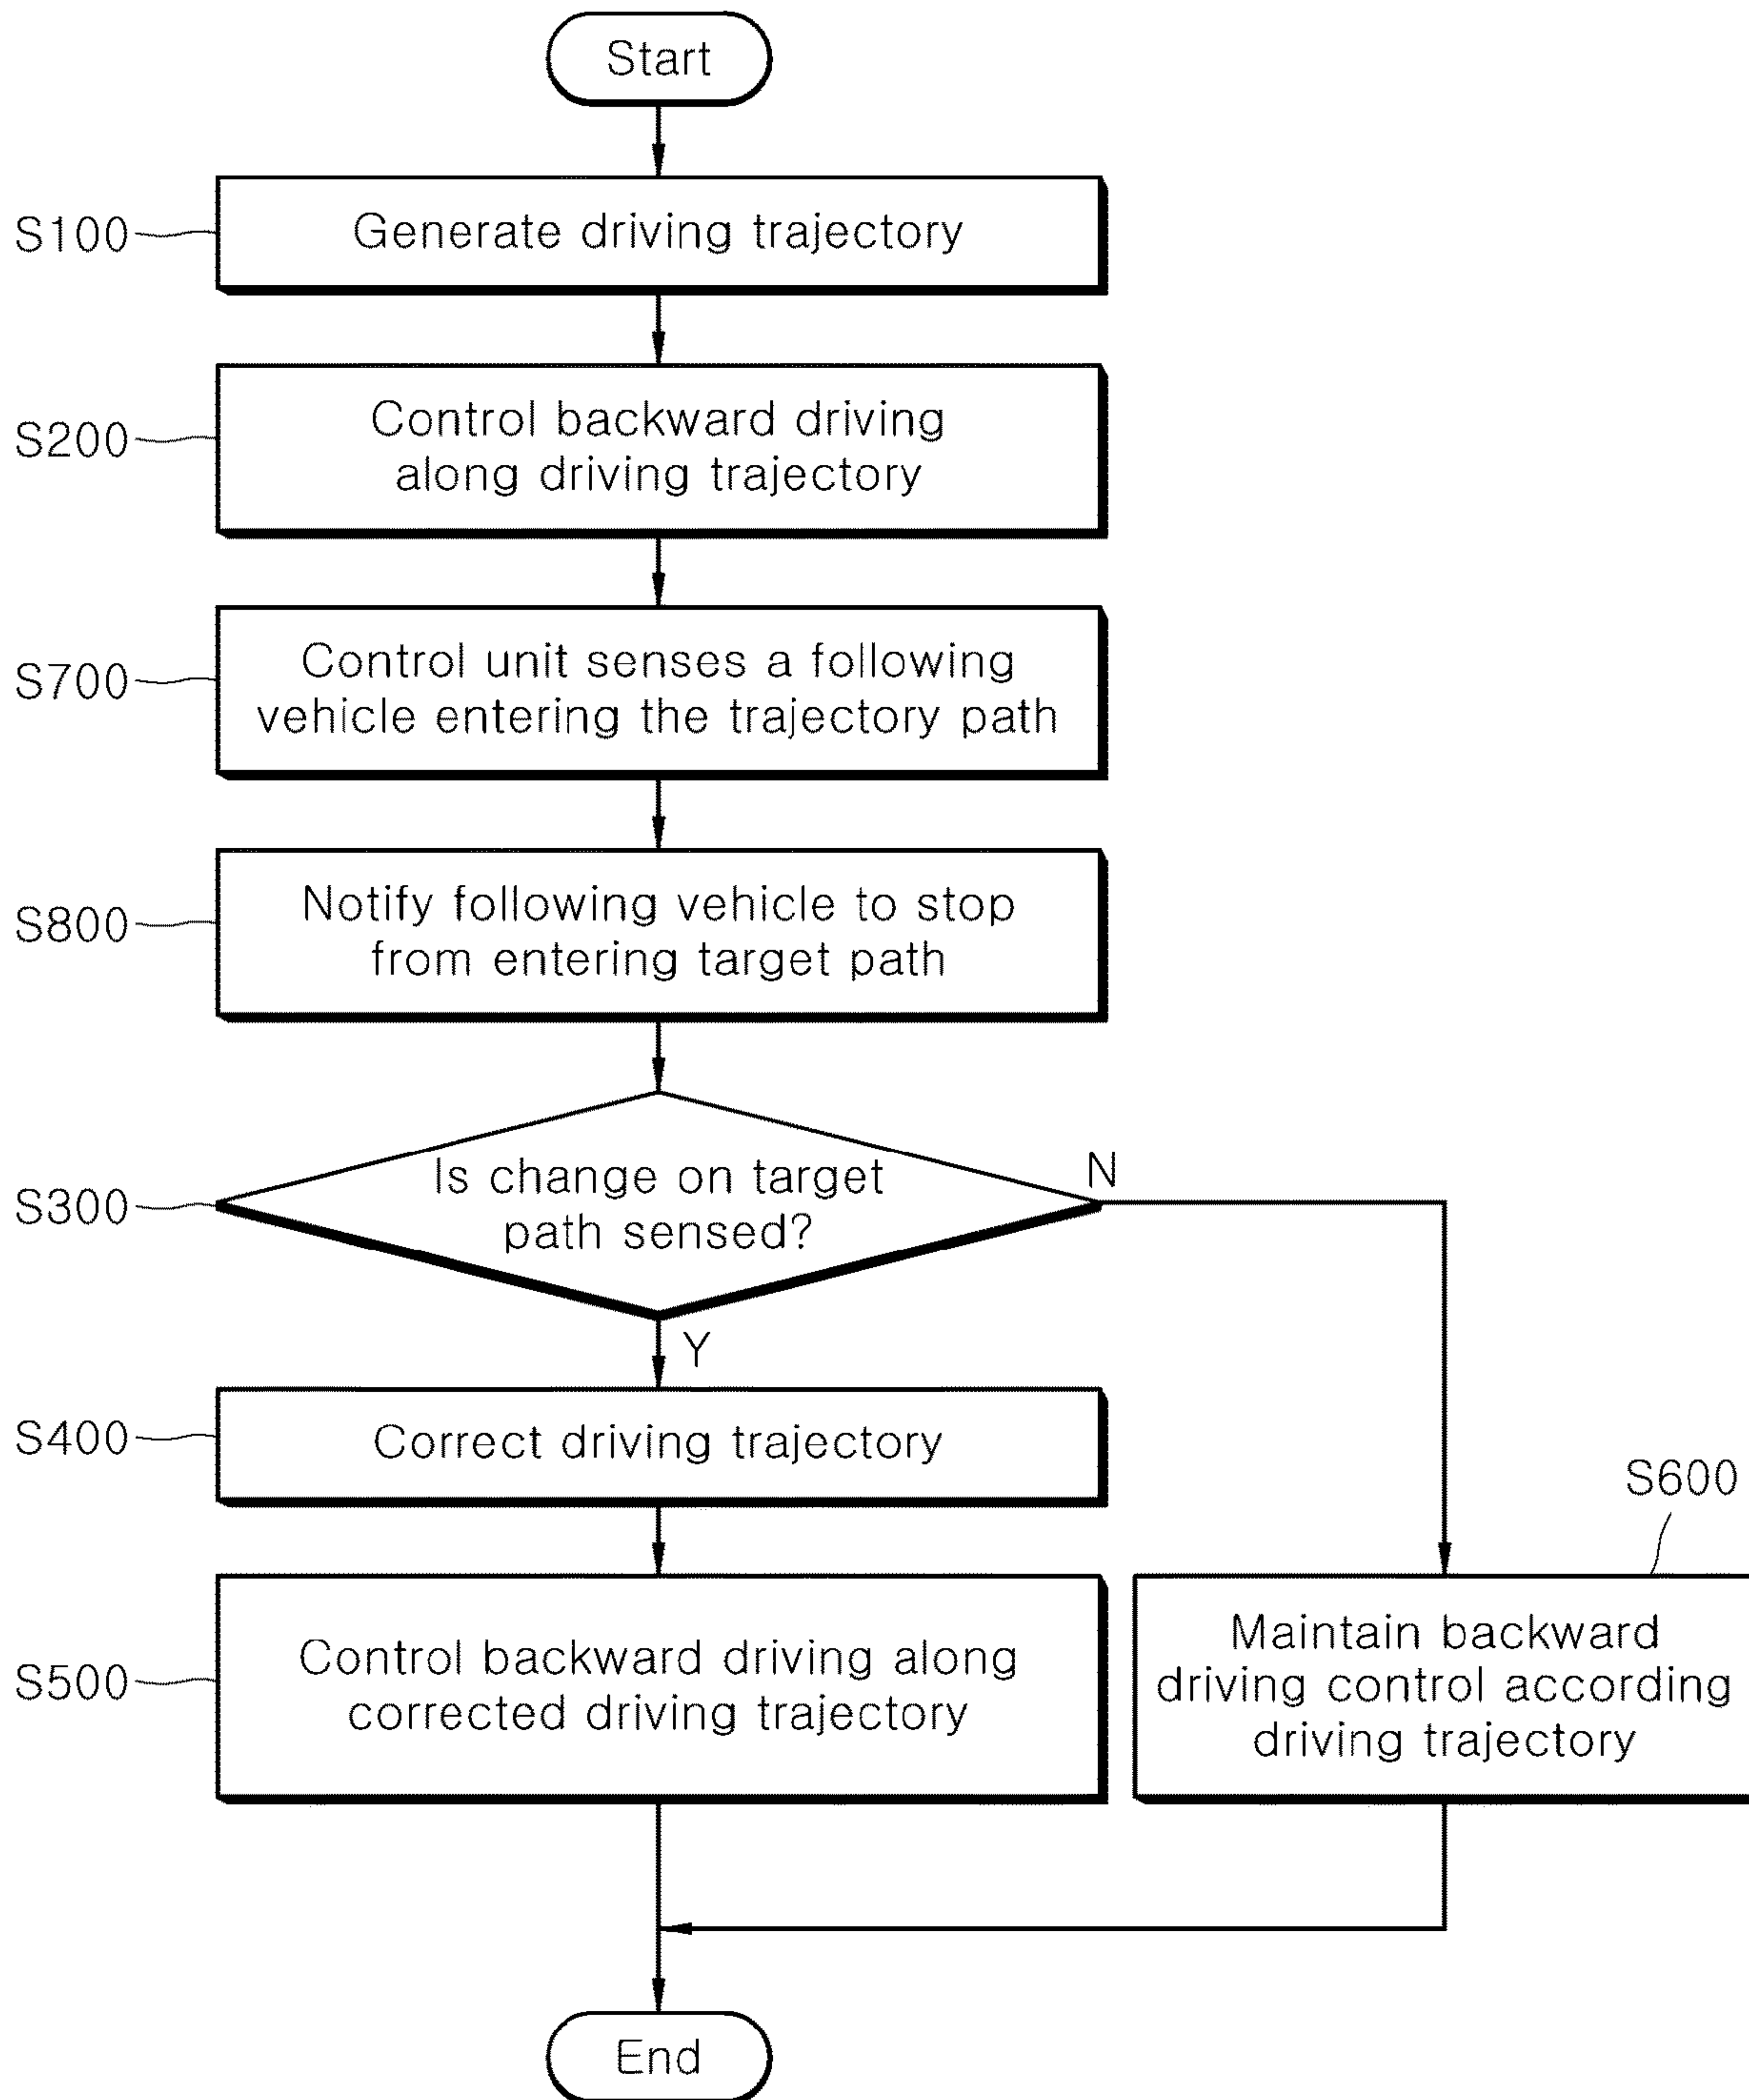 Start
S100
Generate driving trajectory
S200
Control backward driving
along driving trajectory
S700
Control unit senses a following
vehicle entering the trajectory path
S800
Notify following vehicle to stop
from entering target path
S300
Is change on target
path sensed?
N
Y
S400
Correct driving trajectory
S500
Control backward driving along
corrected driving trajectory
S600
Maintain backward
driving control according
driving trajectory
End